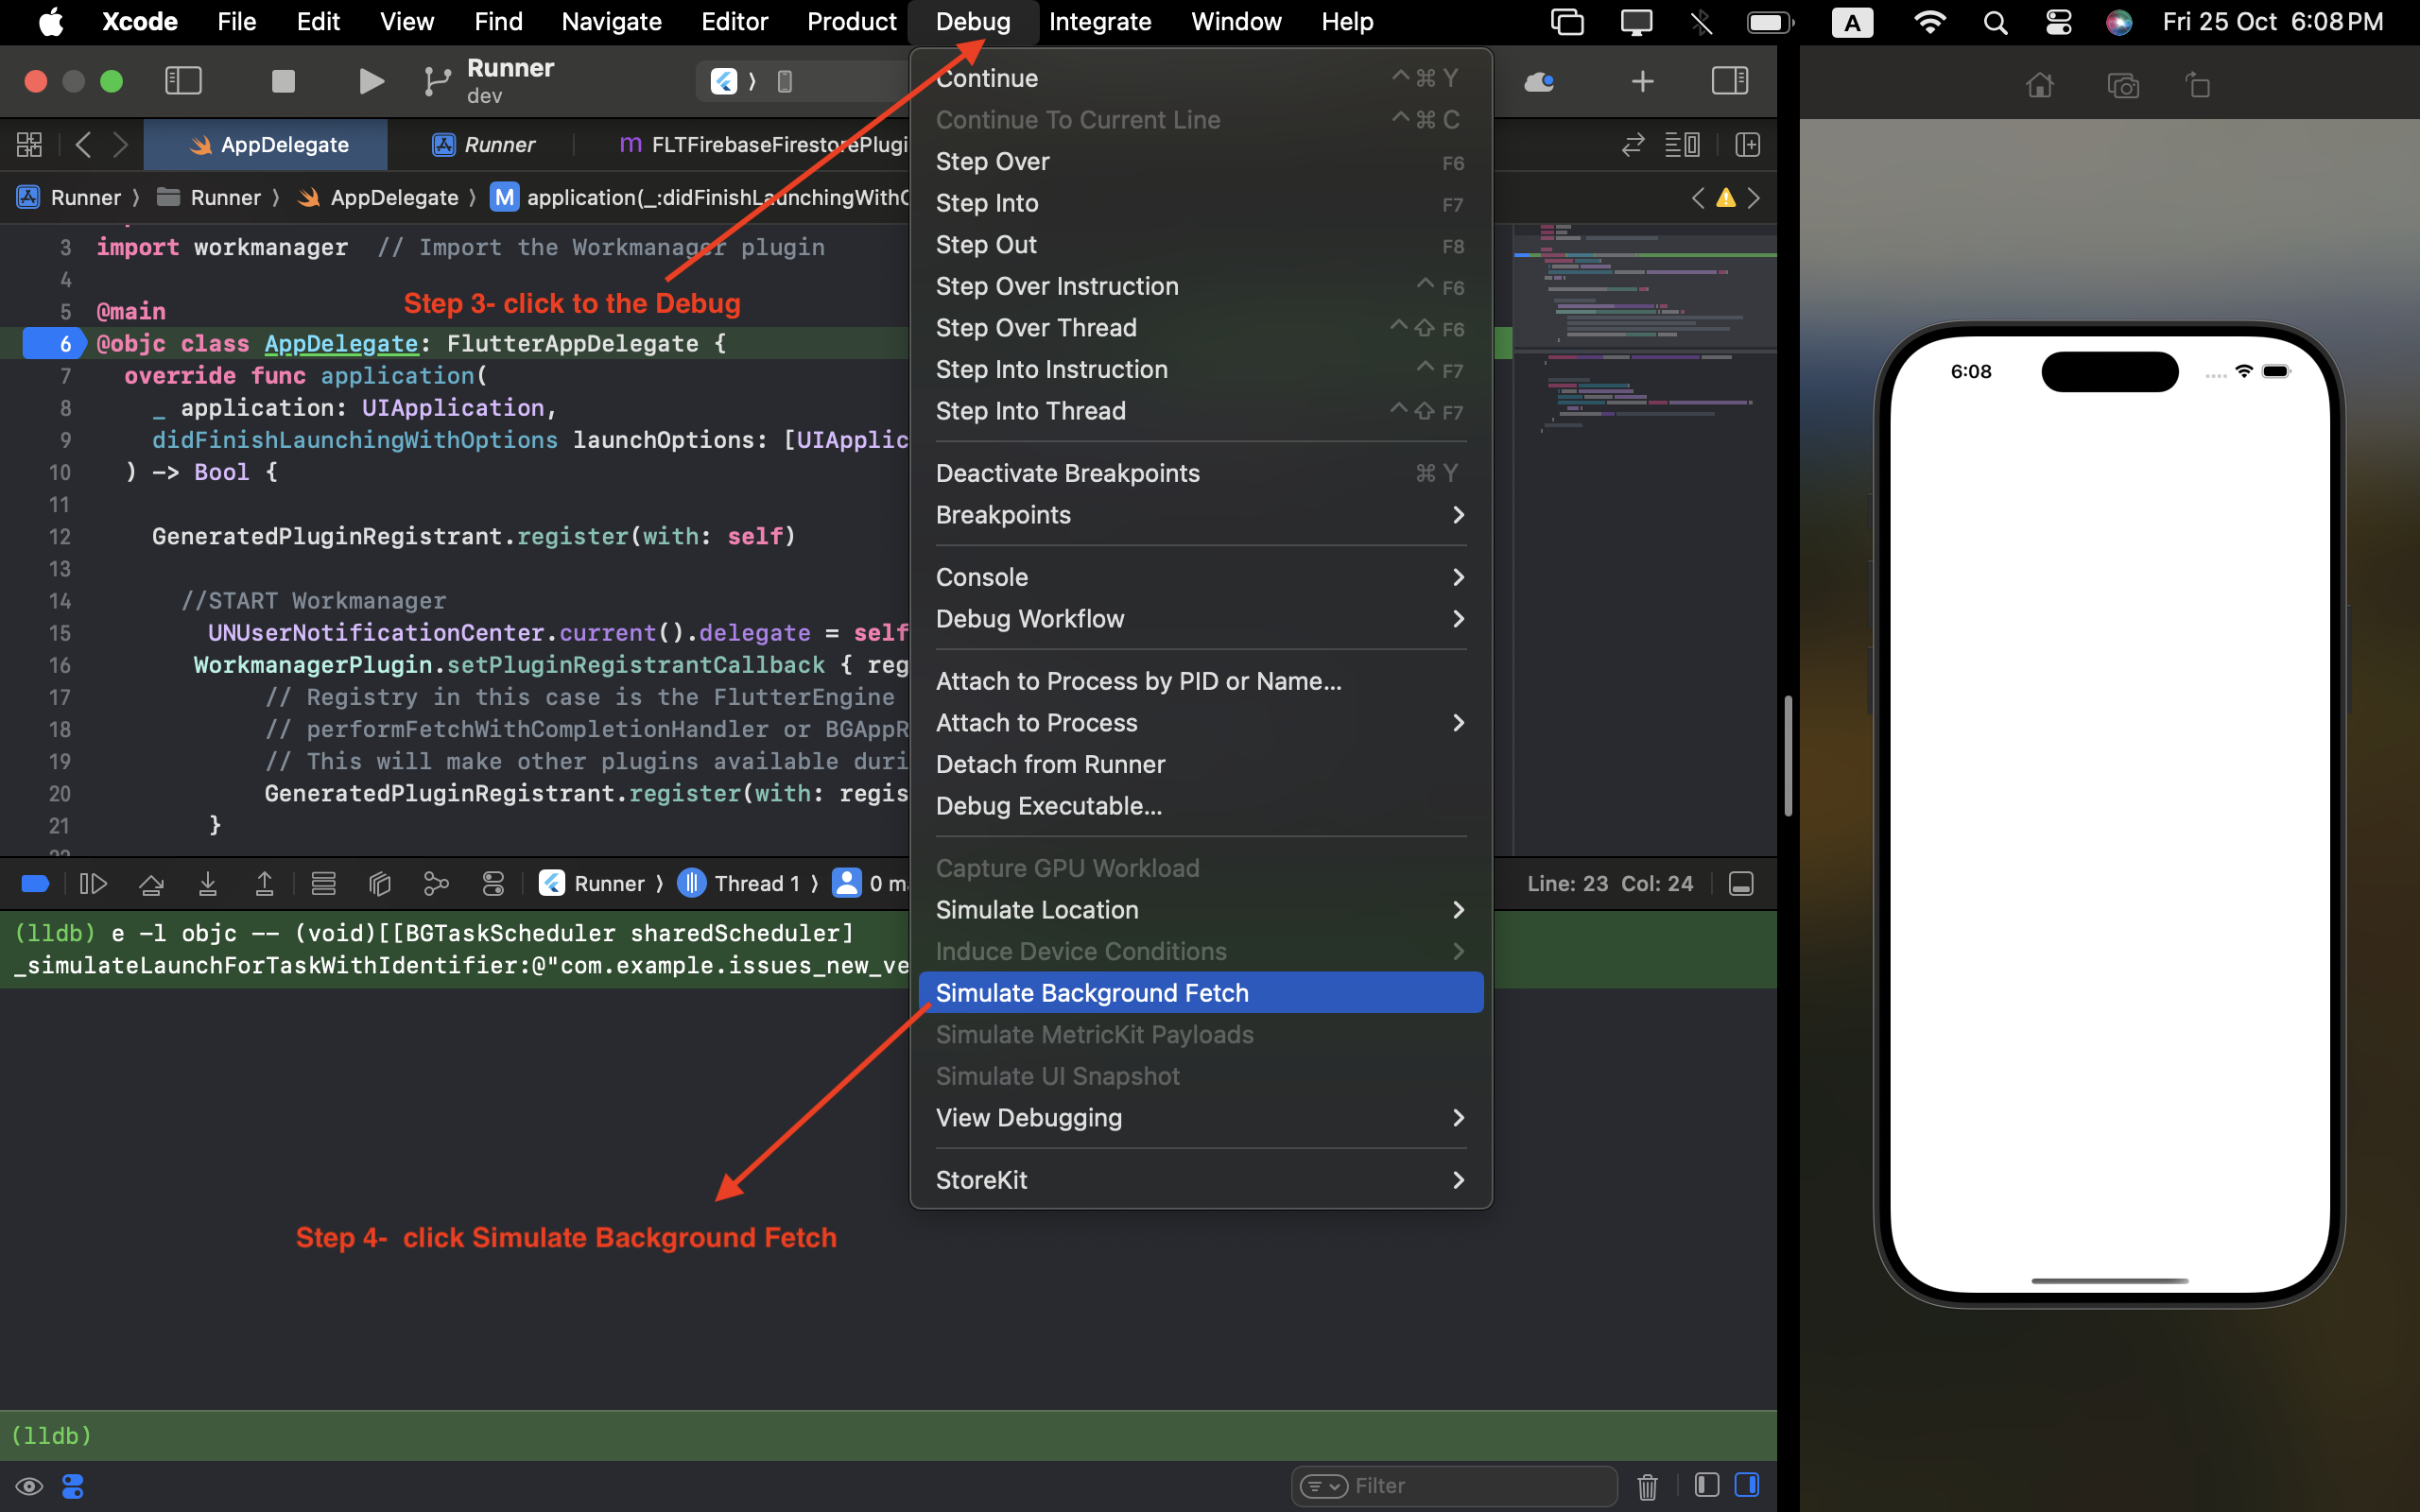 Xcode File Edit View Find Navigate Editor Product Debug Integrate Window Help A Fri 25 Oct 6:08 PM
Runner
dev
AppDelegate Runner m FLTFirebaseFirestorePlugi
Runner 〉 Runner 〉 AppDelegate 〉 M application(_:didFinishLaunchingWithO
3 import workmanager // Import the Workmanager plugin
4
5 @main
Step 3- click to the Debug
6 @objc class AppDelegate: FlutterAppDelegate {
7 override func application(
8 _ application: UIApplication,
9 didFinishLaunchingWithOptions launchOptions: [UIApplic
10 ) -> Bool {
11
12 GeneratedPluginRegistrant.register(with: self)
13
14 //START Workmanager
15 UNUserNotificationCenter.current().delegate = self
16 WorkmanagerPlugin.setPluginRegistrantCallback { reg
17 // Registry in this case is the FlutterEngine
18 // performFetchWithCompletionHandler or BGAppR
19 // This will make other plugins available duri
20 GeneratedPluginRegistrant.register(with: regis
21 }
Runner 〉 Thread 1 〉 0 m
Line: 23 Col: 24
(lldb) e -l objc -- (void)[[BGTaskScheduler sharedScheduler]
_simulateLaunchForTaskWithIdentifier:@"com.example.issues_new_ve
Step 4- click Simulate Background Fetch
(lldb)
Filter
Continue ⌃⌘Y
Continue To Current Line ⌃⌘C
Step Over F6
Step Into F7
Step Out F8
Step Over Instruction ⌃F6
Step Over Thread ⌃⇧F6
Step Into Instruction ⌃F7
Step Into Thread ⌃⇧F7
Deactivate Breakpoints ⌘Y
Breakpoints
Console
Debug Workflow
Attach to Process by PID or Name...
Attach to Process
Detach from Runner
Debug Executable...
Capture GPU Workload
Simulate Location
Induce Device Conditions
Simulate Background Fetch
Simulate MetricKit Payloads
Simulate UI Snapshot
View Debugging
StoreKit
6:08